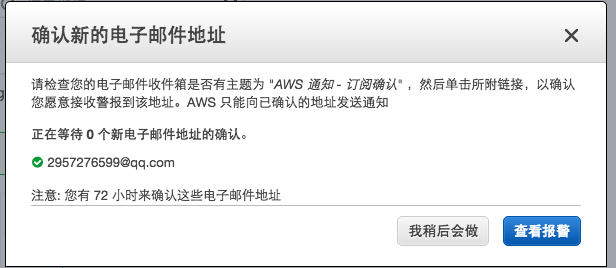 确认新的电子邮件地址
请检查您的电子邮件收件箱是否有主题为 "AWS 通知 - 订阅确认" ，然后单击所附链接，以确认
您愿意接收警报到该地址。AWS 只能向已确认的地址发送通知
正在等待 0 个新电子邮件地址的确认。
2957276599@qq.com
注意: 您有 72 小时来确认这些电子邮件地址
我稍后会做
查看报警